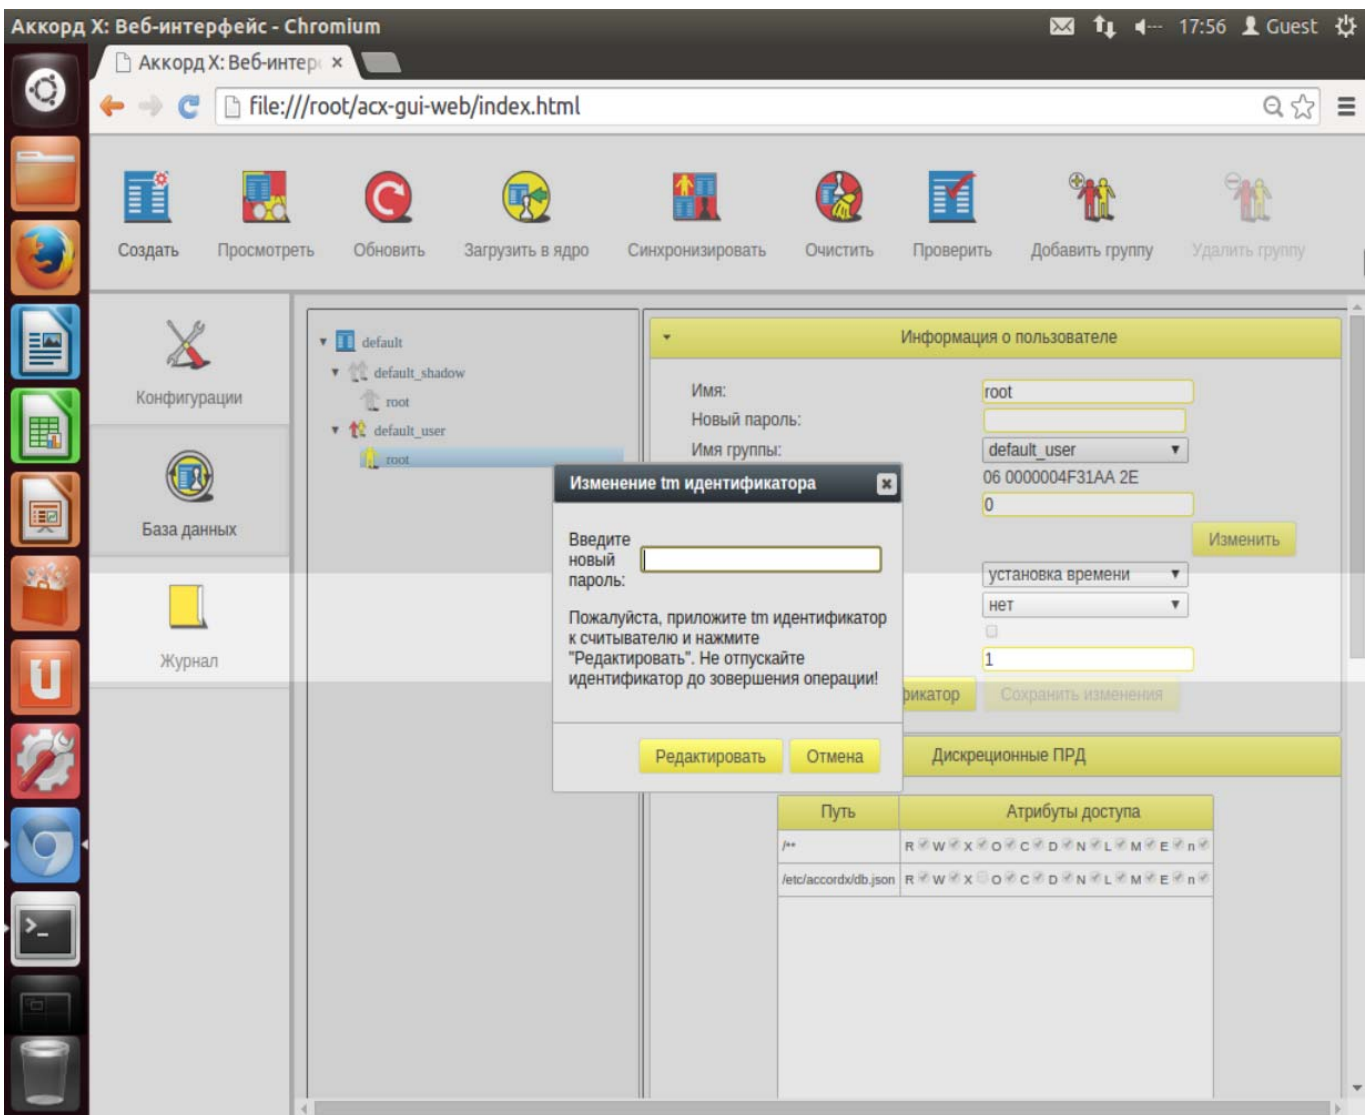 Аккорд X: Веб-интерфейс - Chromium
17:56 Guest
Аккорд X: Веб-интер
file:///root/acx-gui-web/index.html
Создать Просмотреть Обновить Загрузить в ядро Синхронизировать Очистить Проверить Добавить группу Удалить группу
Конфигурации
База данных
Журнал
default
default_shadow
root
default_user
root
Информация о пользователе
Имя: root
Новый пароль:
Имя группы: default_user
06 0000004F31AA 2E
0
Изменить
установка времени
нет
1
фикатор Сохранить изменения
Изменение tm идентификатора
Введите
новый
пароль:
Пожалуйста, приложите tm идентификатор
к считывателю и нажмите
"Редактировать". Не отпускайте
идентификатор до зовершения операции!
Редактировать Отмена
Дискреционные ПРД
Путь Атрибуты доступа
/** R W X O C D N L M E n
/etc/accordx/db.json R W X O C D N L M E n